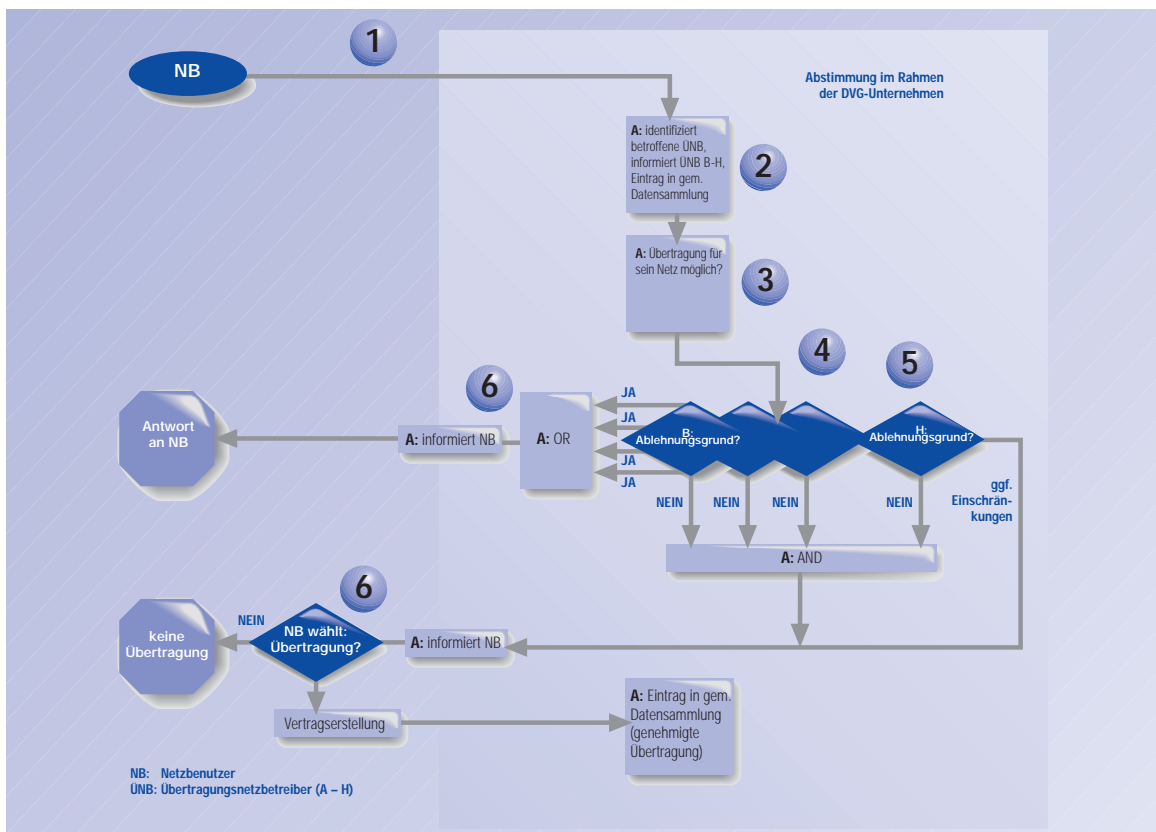 1
NB
Abstimmung im Rahmen
der DVG-Unternehmen
A: identifiziert
betroffene ÜNB,
informiert ÜNB B-H,
Eintrag in gem.
Datensammlung
2
A: Übertragung für
sein Netz möglich?
3
4
5
6
JA
JA
JA
JA
Antwort
an NB
A: informiert NB
A: OR
B:
Ablehnungsgrund?
H:
Ablehnungsgrund?
NEIN
NEIN
NEIN
NEIN
ggf.
Einschrän-
kungen
A: AND
6
NEIN
keine
Übertragung
NB wählt:
Übertragung?
A: informiert NB
Vertragserstellung
A: Eintrag in gem.
Datensammlung
(genehmigte
Übertragung)
NB: Netzbenutzer
ÜNB: Übertragungsnetzbetreiber (A – H)